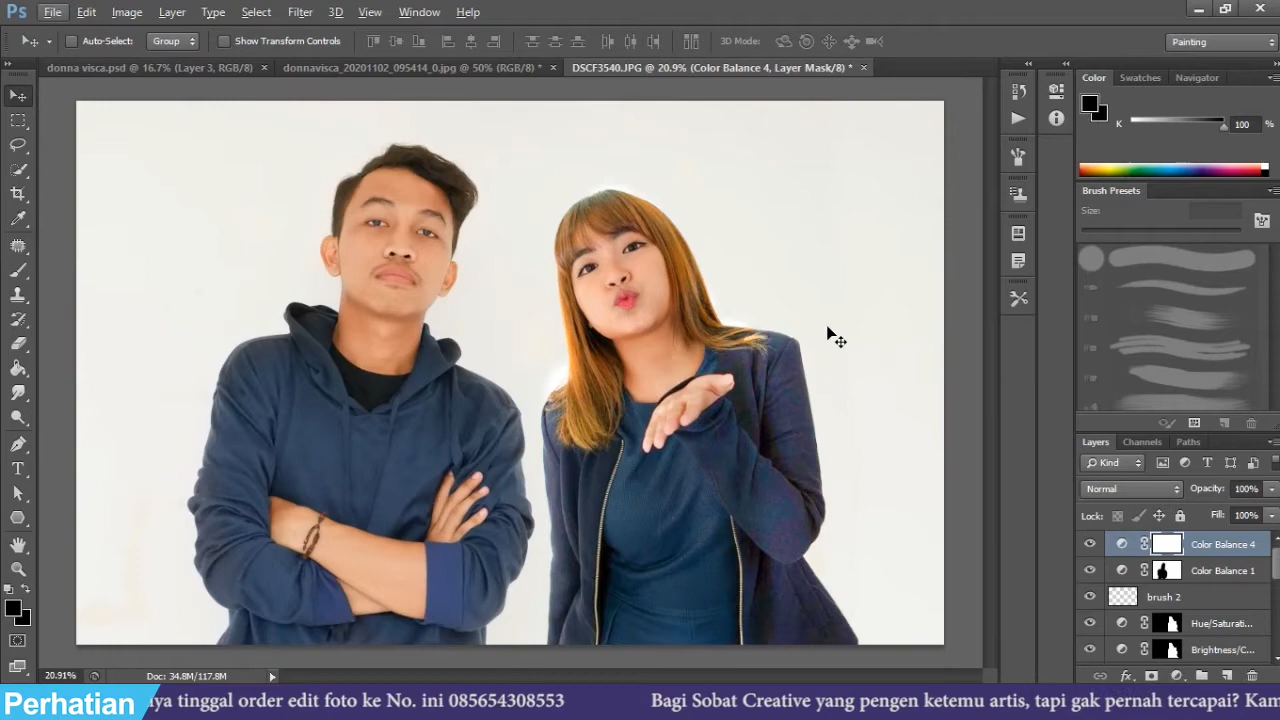 Ps File Edit Image Layer Type Select Filter 3D View Window Help
Auto-Select: Group Show Transform Controls 3D Mode: Painting
donna visca.psd @ 16.7% (Layer 3, RGB/8) × donnavisca_20201102_095414_0.jpg @ 50% (RGB/8) * × DSCF3540.JPG @ 20.9% (Color Balance 4, Layer Mask/8) * ×
Color Swatches Navigator
K 100 %
Brush Presets
Size:
Layers Channels Paths
Kind
Normal Opacity: 100%
Lock: Fill: 100%
Color Balance 4
Color Balance 1
brush 2
Hue/Saturati...
Brightness/C...
20.91% Doc: 34.8M/117.8M
Perhatian ya tinggal order edit foto ke No. ini 085654308553 Bagi Sobat Creative yang pengen ketemu artis, tapi gak pernah tercapai? Kam